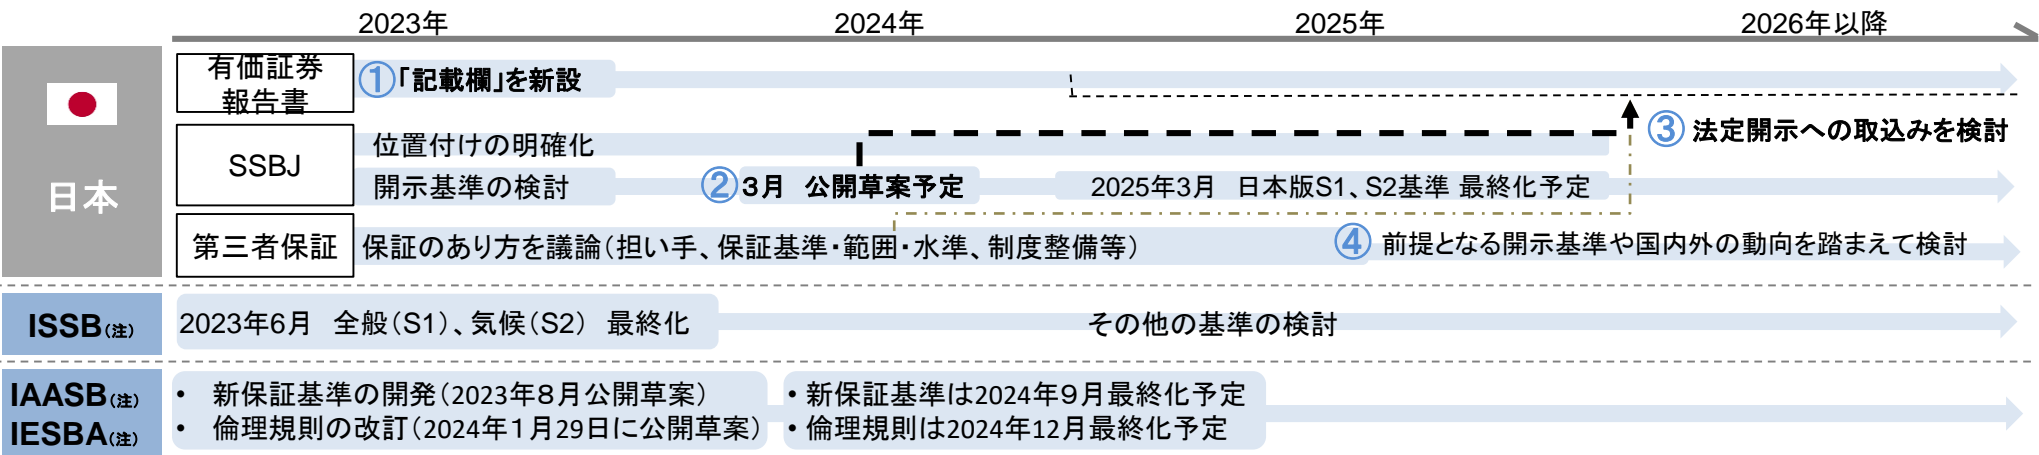 2023年 2024年 2025年 2026年以降
日本
有価証券
報告書
①「記載欄」を新設
SSBJ
位置付けの明確化
③ 法定開示への取込みを検討
開示基準の検討
②３月　公開草案予定
2025年3月　日本版S1、S2基準 最終化予定
第三者保証
保証のあり方を議論（担い手、保証基準・範囲・水準、制度整備等）
④ 前提となる開示基準や国内外の動向を踏まえて検討
ISSB(注)
2023年6月　全般（S1）、気候（S2）　最終化
その他の基準の検討
IAASB(注)
IESBA(注)
• 新保証基準の開発（2023年８月公開草案）
• 倫理規則の改訂（2024年１月29日に公開草案）
• 新保証基準は2024年９月最終化予定
• 倫理規則は2024年12月最終化予定